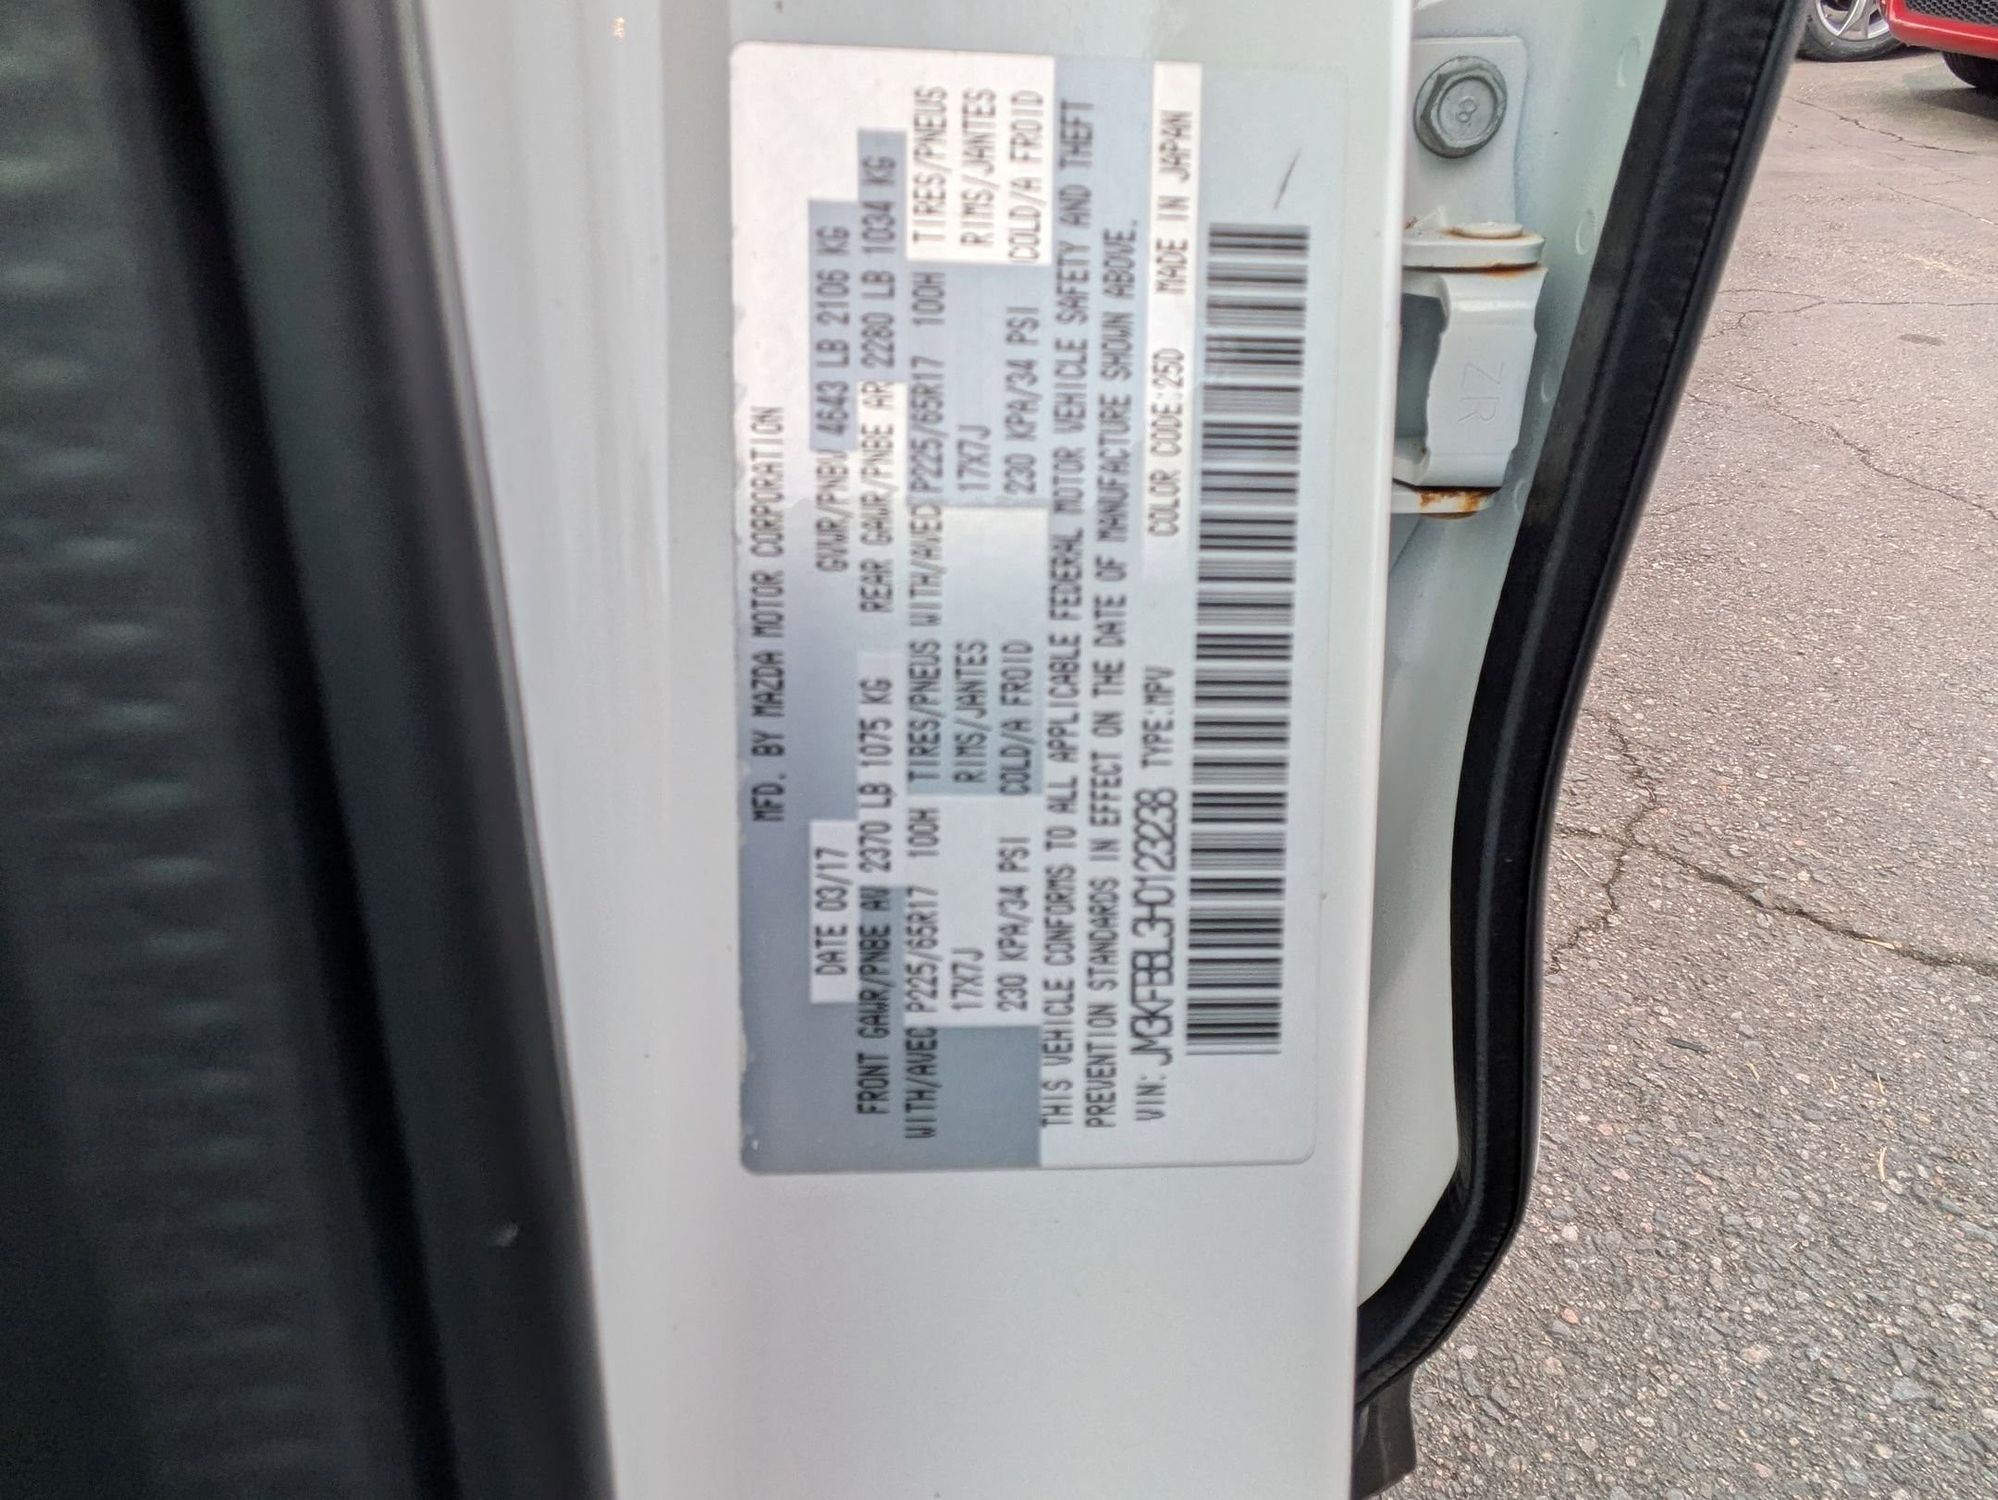 MFD. BY MAZDA MOTOR CORPORATION
DATE 03/17 GVWR/PNBV 4643 LB 2106 KG
FRONT GAWR/PNBE AV 2370 LB 1075 KG REAR GAWR/PNBE AR 2280 LB 1034 KG
WITH/AVEC P225/65R17 100H TIRES/PNEUS WITH/AVEC P225/65R17 100H TIRES/PNEUS
17X7J RIMS/JANTES 17X7J RIMS/JANTES
230 KPA/34 PSI COLD/A FROID 230 KPA/34 PSI COLD/A FROID
THIS VEHICLE CONFORMS TO ALL APPLICABLE FEDERAL MOTOR VEHICLE SAFETY AND THEFT
PREVENTION STANDARDS IN EFFECT ON THE DATE OF MANUFACTURE SHOWN ABOVE.
VIN: JM3KFBBL3H0123238 TYPE:MPV COLOR CODE:25D MADE IN JAPAN
8
ZR